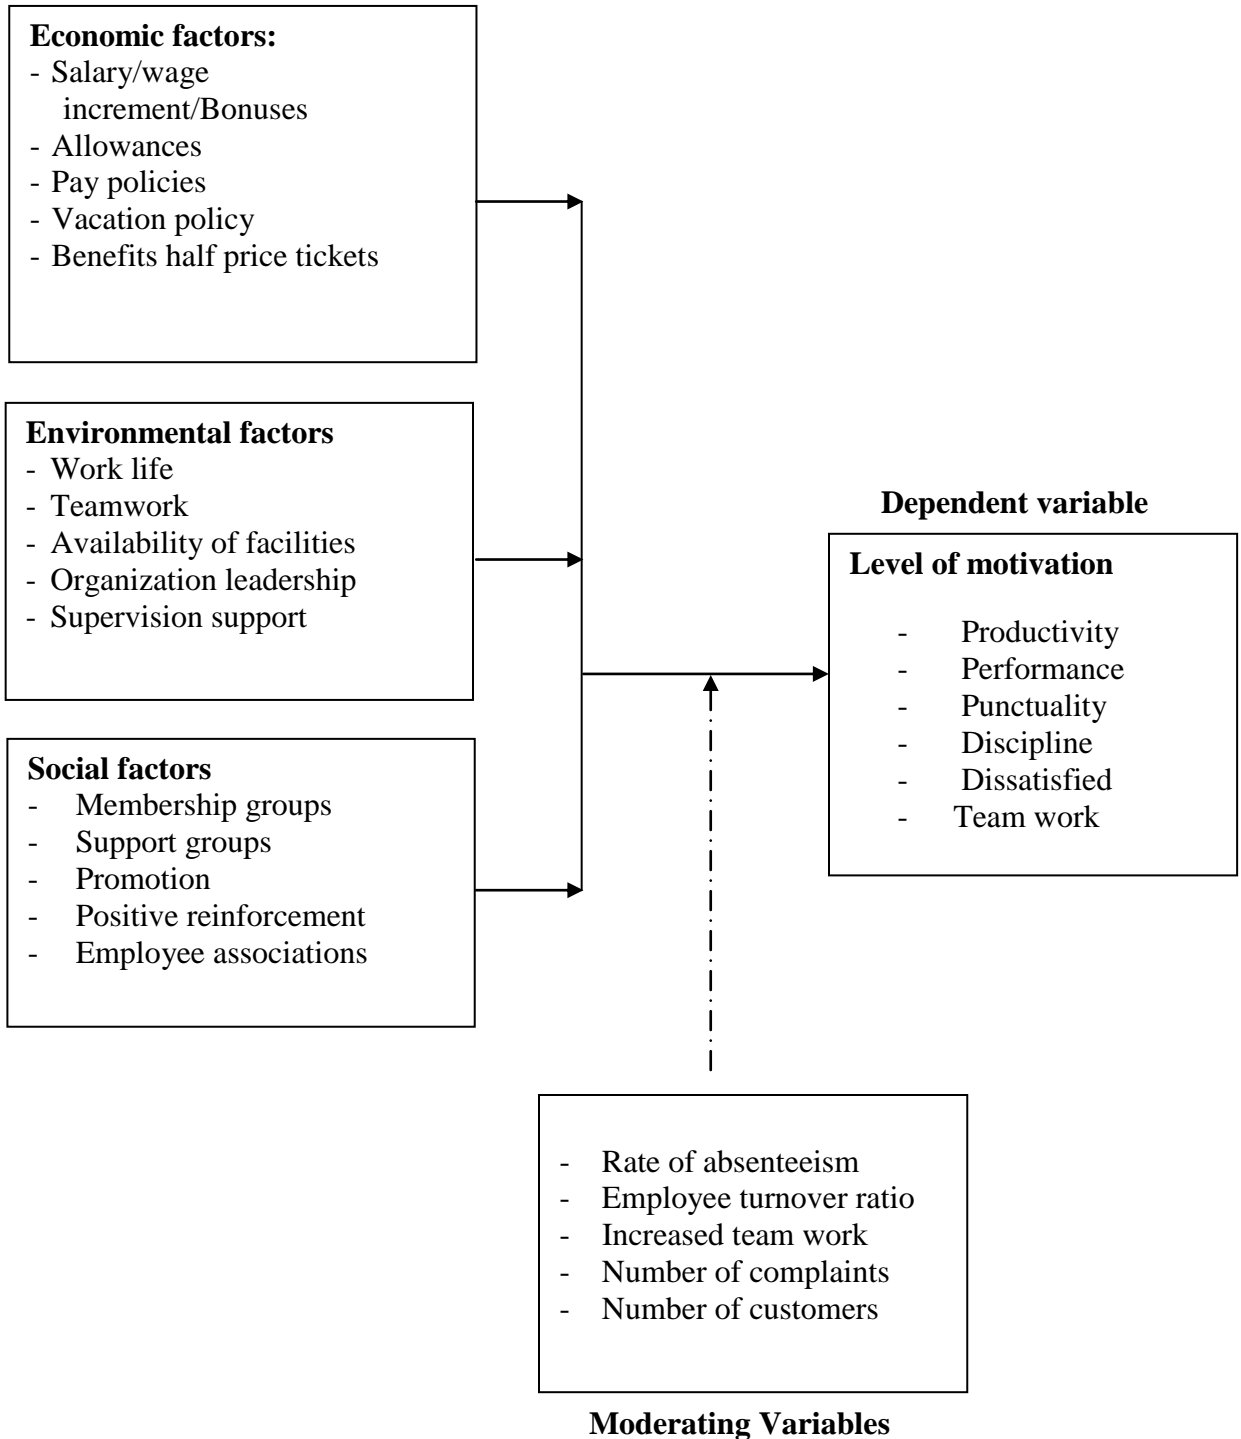 Economic factors:
- Salary/wage
increment/Bonuses
- Allowances
- Pay policies
- Vacation policy
- Benefits half price tickets
Environmental factors
- Work life
- Teamwork
- Availability of facilities
- Organization leadership
- Supervision support
Social factors
- Membership groups
- Support groups
- Promotion
- Positive reinforcement
- Employee associations
Dependent variable
Level of motivation
- Productivity
- Performance
- Punctuality
- Discipline
- Dissatisfied
- Team work
- Rate of absenteeism
- Employee turnover ratio
- Increased team work
- Number of complaints
- Number of customers
Moderating Variables